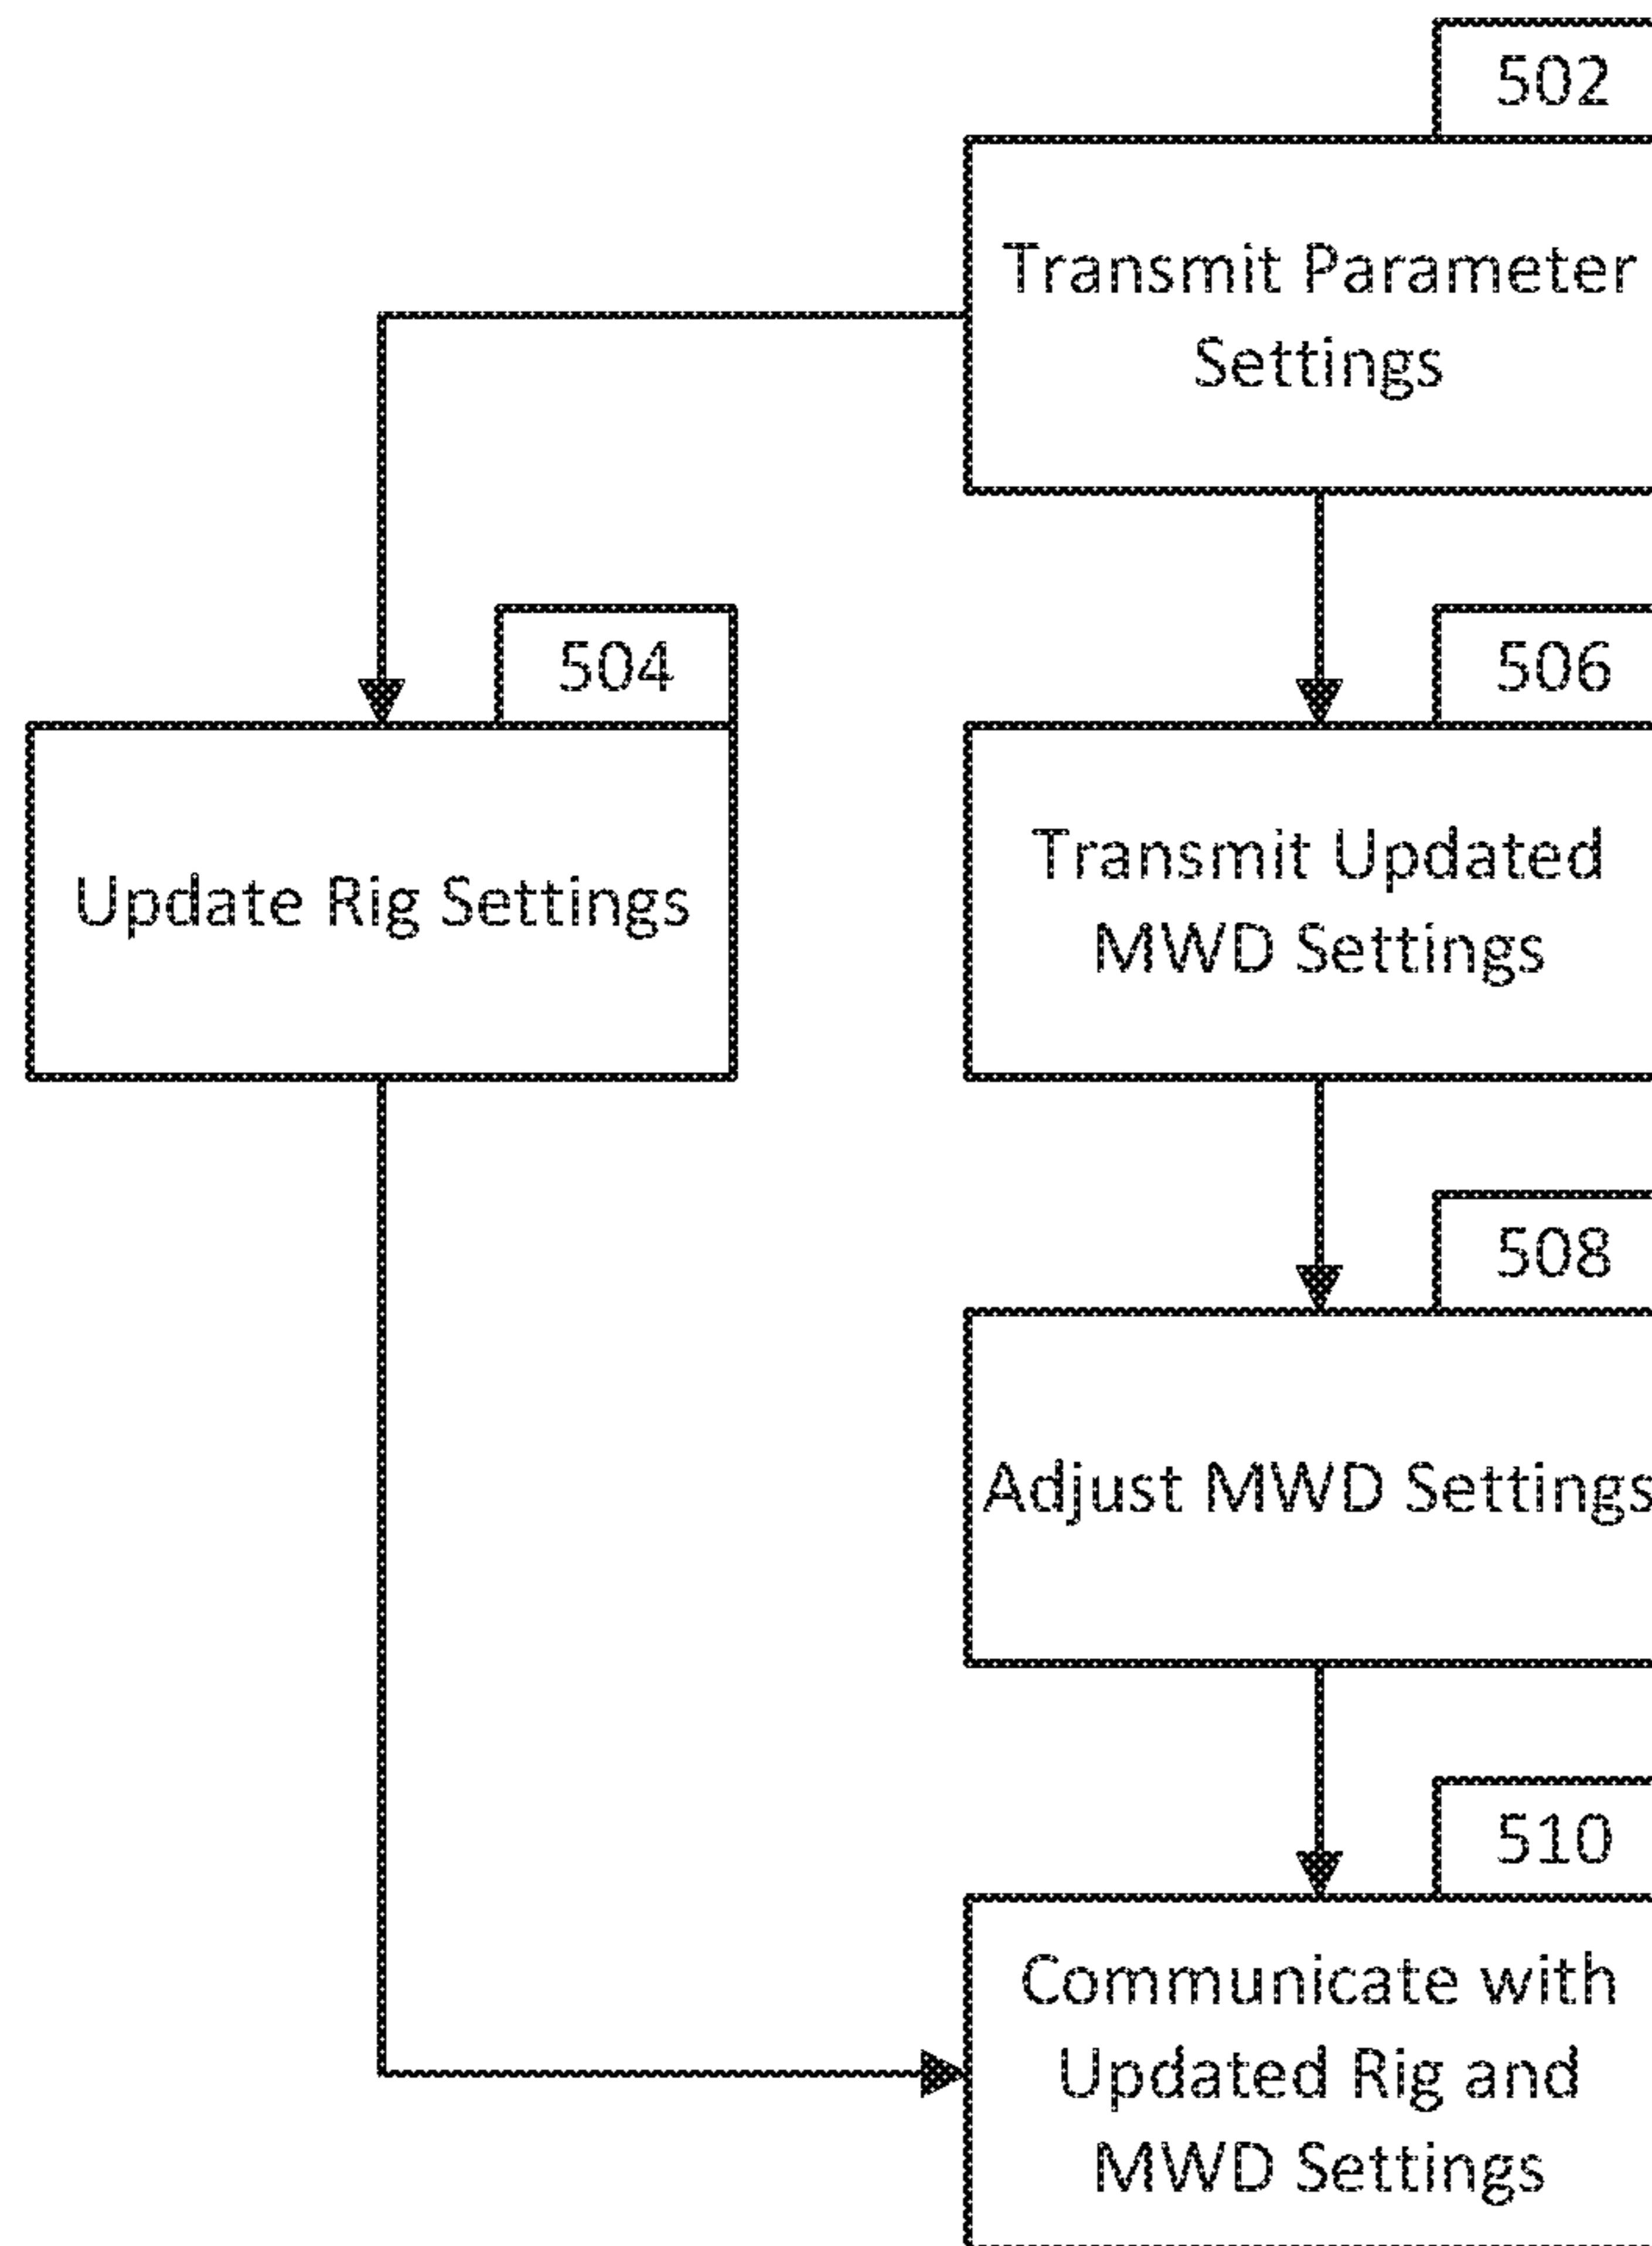 502
Transmit Parameter
Settings
504
Update Rig Settings
506
Transmit Updated
MWD Settings
508
Adjust MWD Settings
510
Communicate with
Updated Rig and
MWD Settings